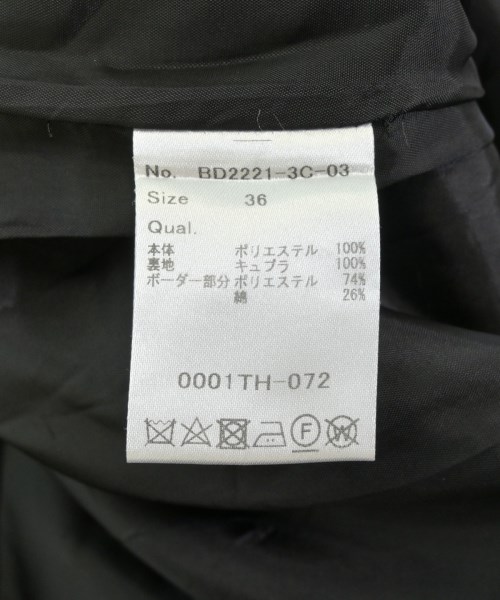 No. BD2221-3C-03
Size 36
Qual.
本体 ポリエステル 100%
裏地 キュプラ 100%
ボーダー部分 ポリエステル 74%
綿 26%
0001TH-072
F W